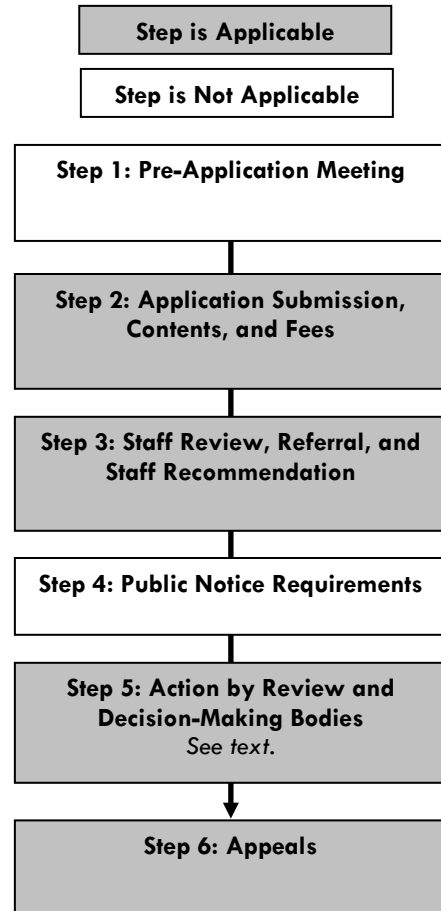 Step is Applicable
Step is Not Applicable
Step 1: Pre-Application Meeting
Step 2: Application Submission,
Contents, and Fees
Step 3: Staff Review, Referral, and
Staff Recommendation
Step 4: Public Notice Requirements
Step 5: Action by Review and
Decision-Making Bodies
See text.
Step 6: Appeals